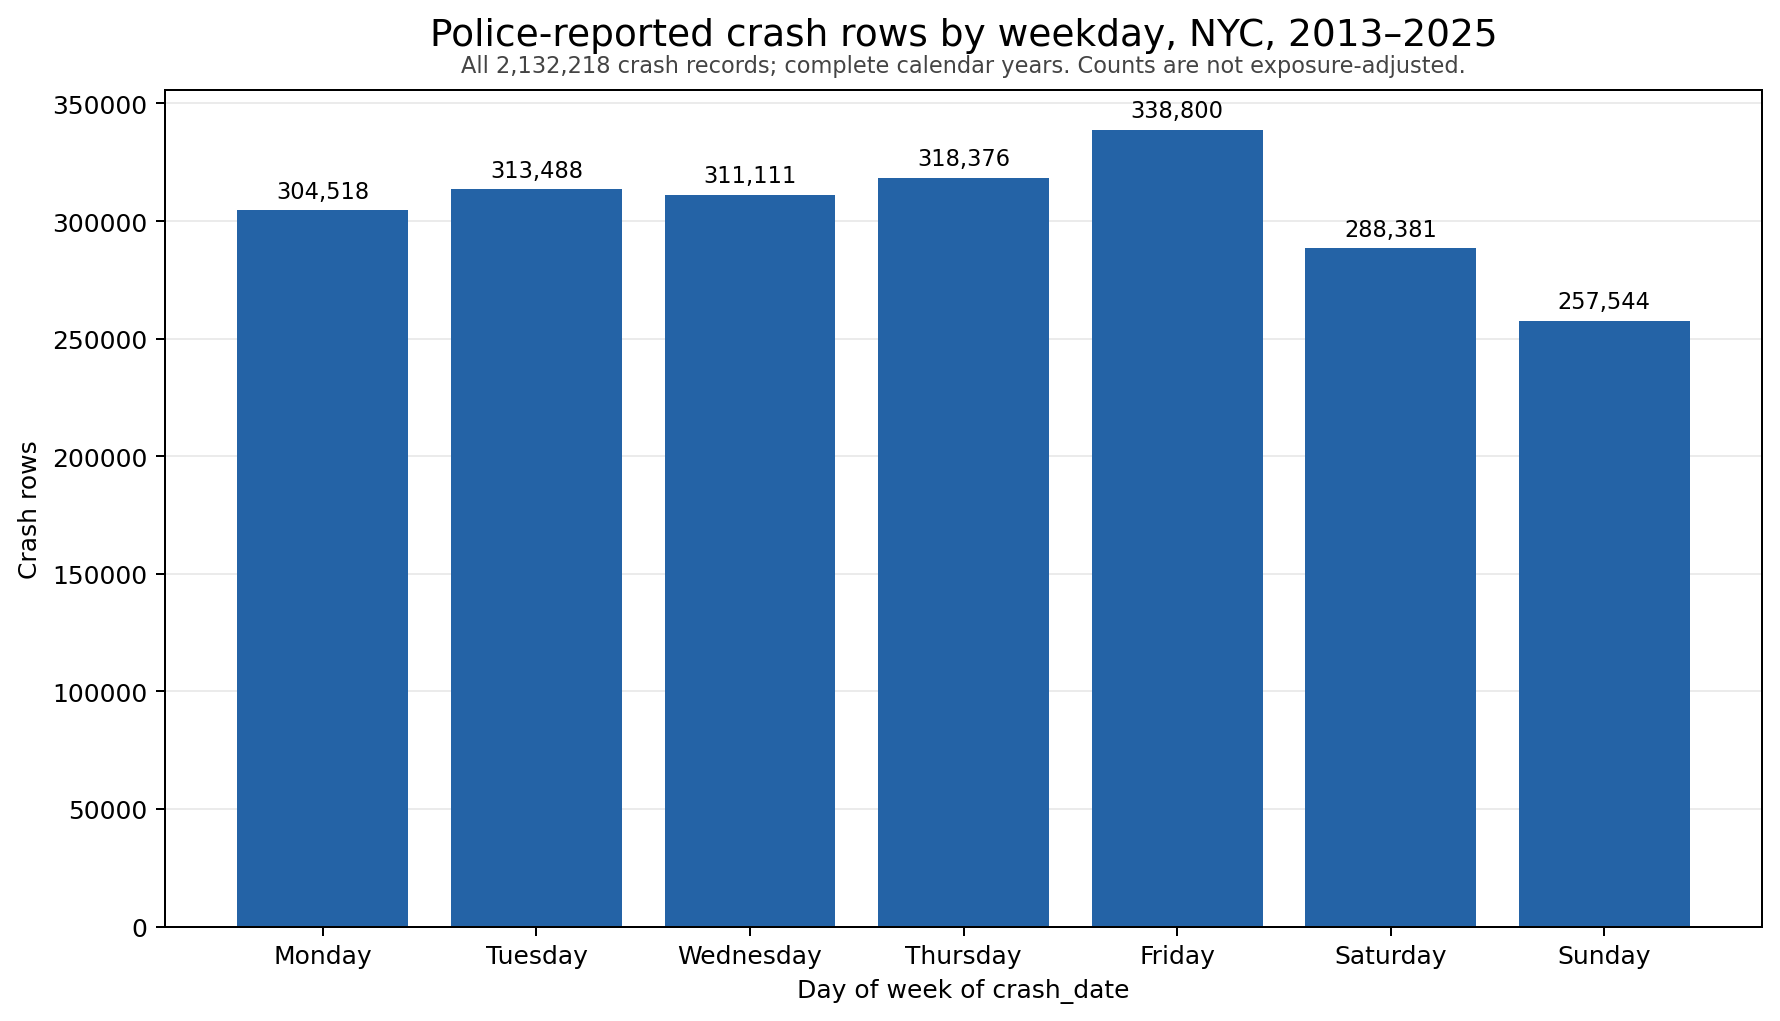 Police-reported crash rows by weekday, NYC, 2013–2025
All 2,132,218 crash records; complete calendar years. Counts are not exposure-adjusted.
350000
300000
250000
200000
150000
100000
50000
0
Crash rows
304,518
313,488
311,111
318,376
338,800
288,381
257,544
Monday
Tuesday
Wednesday
Thursday
Friday
Saturday
Sunday
Day of week of crash_date